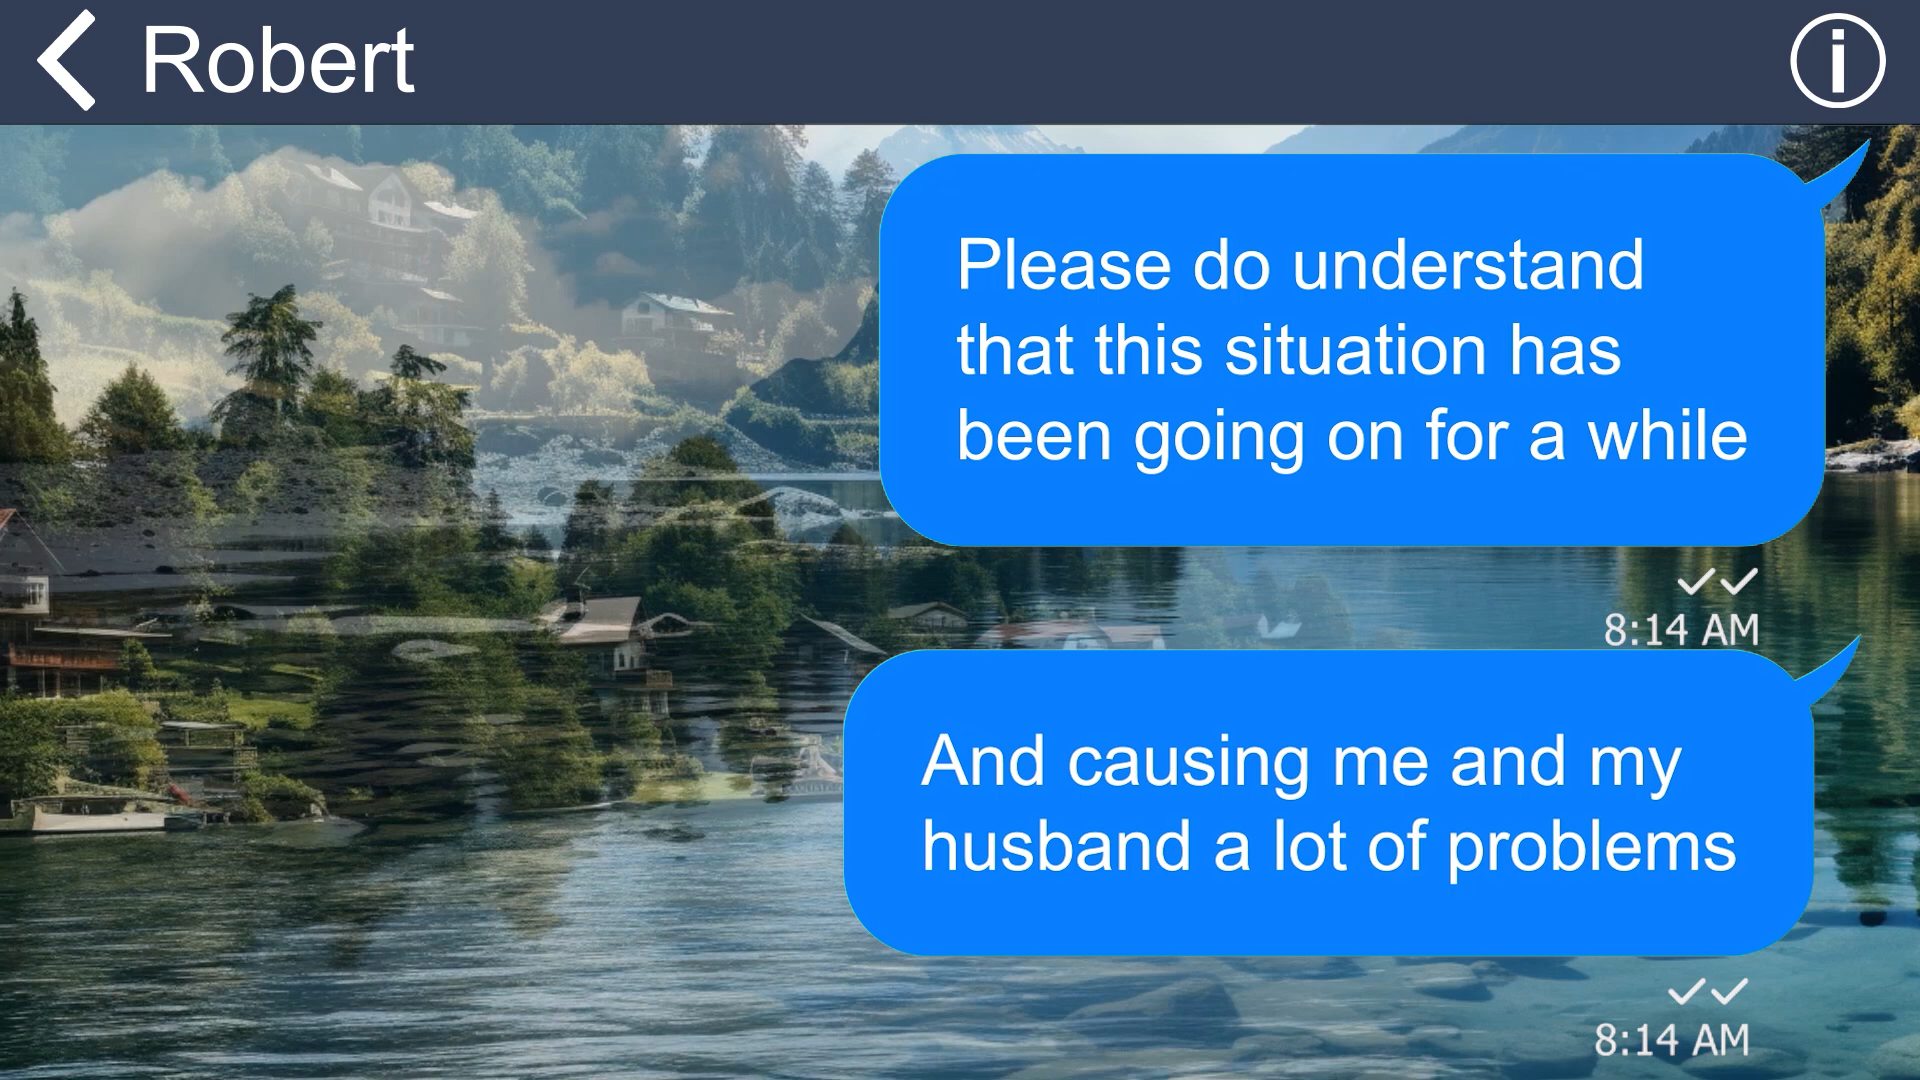 Robert
Please do understand
that this situation has
been going on for a while
8:14 AM
And causing me and my
husband a lot of problems
8:14 AM